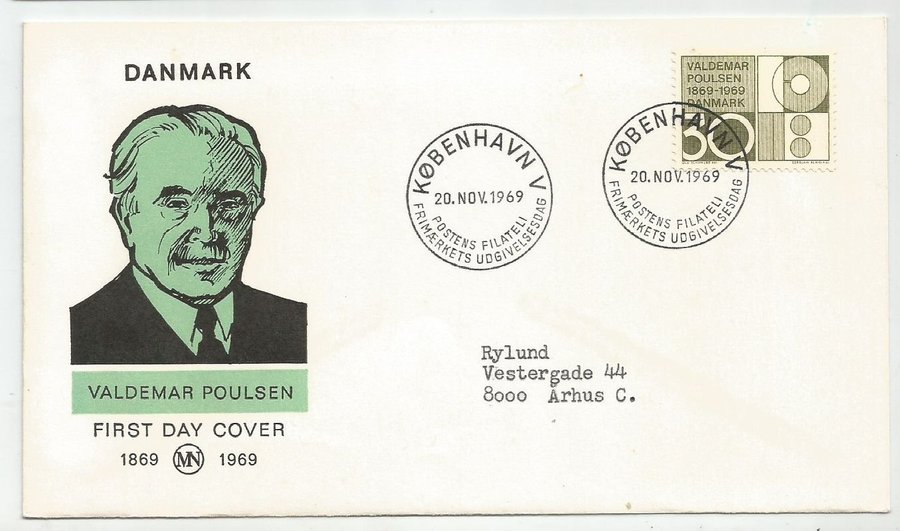 DANMARK
VALDEMAR POULSEN
FIRST DAY COVER
1869 MN 1969
KØBENHAVN V
20.NOV.1969
POSTENS FILATELI
FRIMÆRKETS UDGIVELSESDAG
VALDEMAR
POULSEN
1869-1969
DANMARK
30
KØBENHAVN V
20.NOV.1969
POSTENS FILATELI
FRIMÆRKETS UDGIVELSESDAG
Rylund
Vestergade 44
8000 Århus C.